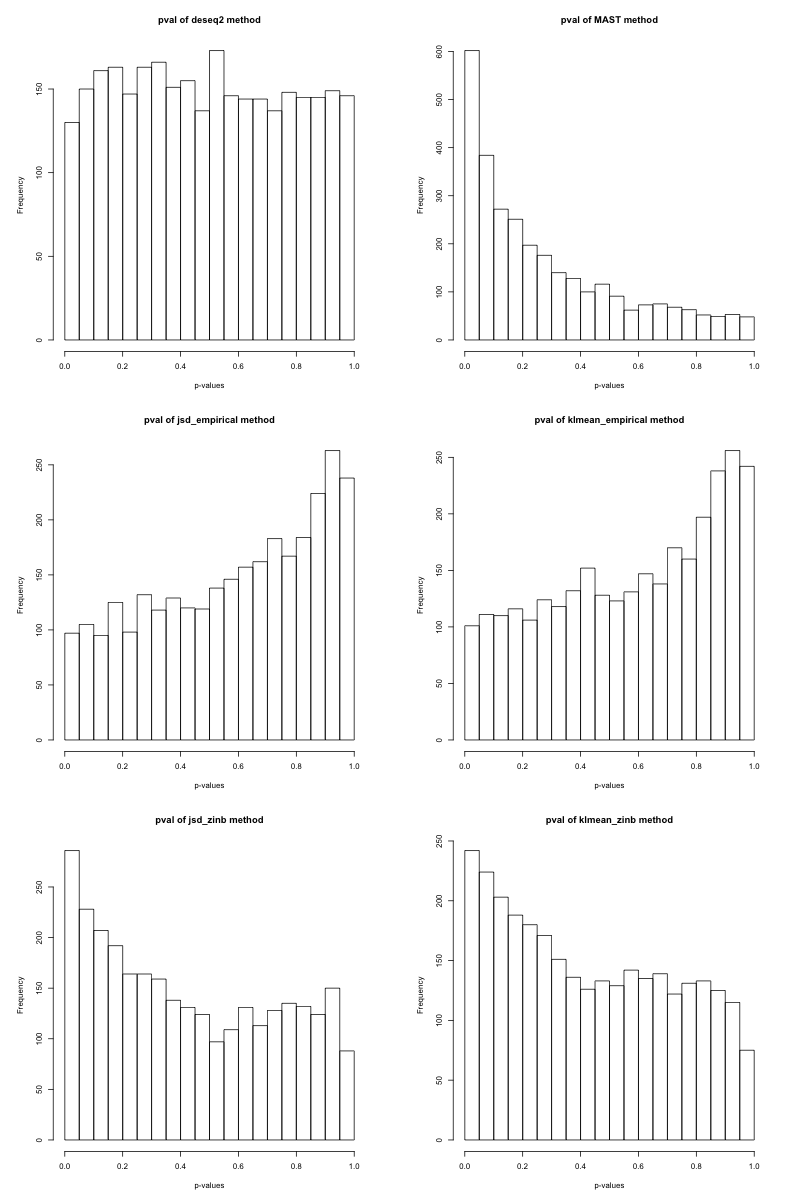 pval of deseq2 method
Frequency
0
50
100
150
0.0 0.2 0.4 0.6 0.8 1.0
p-values
pval of MAST method
Frequency
0
100
200
300
400
500
600
0.0 0.2 0.4 0.6 0.8 1.0
p-values
pval of jsd_empirical method
Frequency
0
50
100
150
200
250
0.0 0.2 0.4 0.6 0.8 1.0
p-values
pval of klmean_empirical method
Frequency
0
50
100
150
200
250
0.0 0.2 0.4 0.6 0.8 1.0
p-values
pval of jsd_zinb method
Frequency
0
50
100
150
200
250
0.0 0.2 0.4 0.6 0.8 1.0
p-values
pval of klmean_zinb method
Frequency
0
50
100
150
200
250
0.0 0.2 0.4 0.6 0.8 1.0
p-values